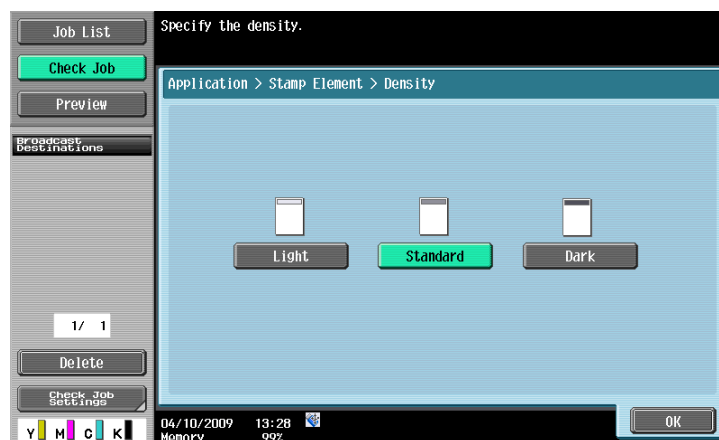 Job List
Specify the density.
Check Job
Application > Stamp Element > Density
Preview
Broadcast
Destinations
Light
Standard
Dark
1/ 1
Delete
Check Job
Settings
04/10/2009 13:28
Memory 99%
OK
Y M C K